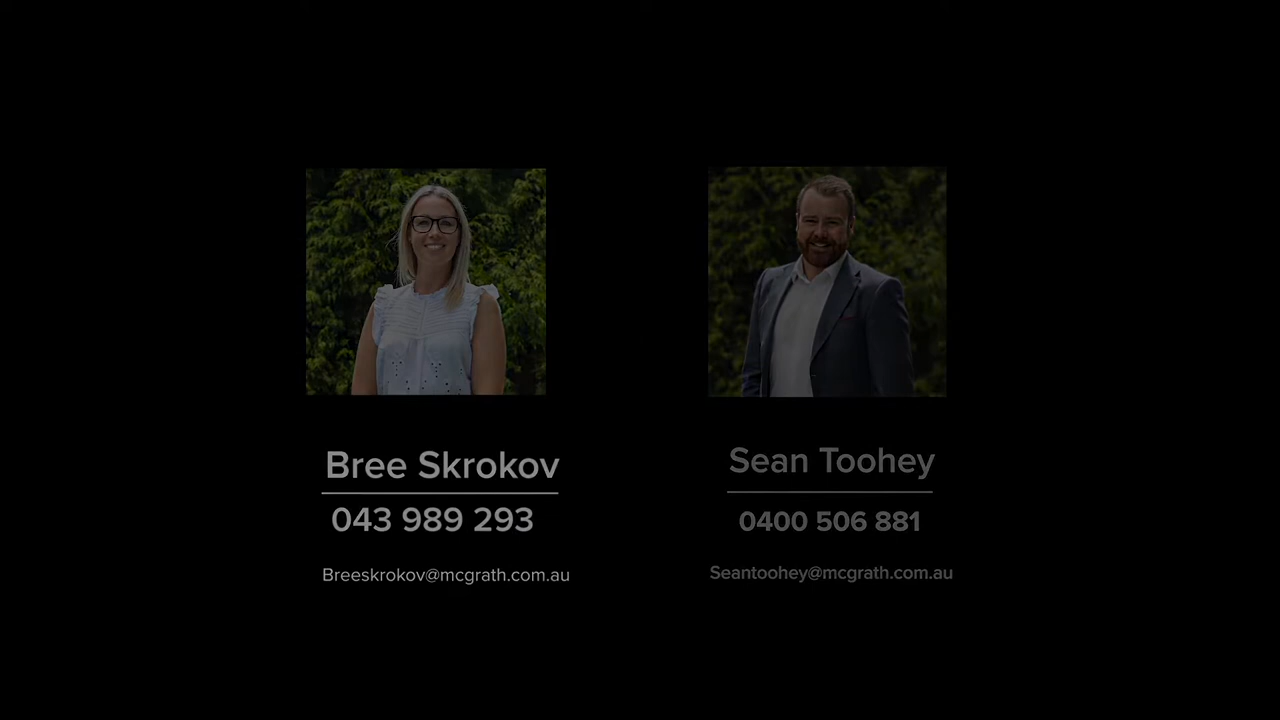 Bree Skrokov
043 989 293
Breeskrokov@mcgrath.com.au
Sean Toohey
0400 506 881
Seantoohey@mcgrath.com.au